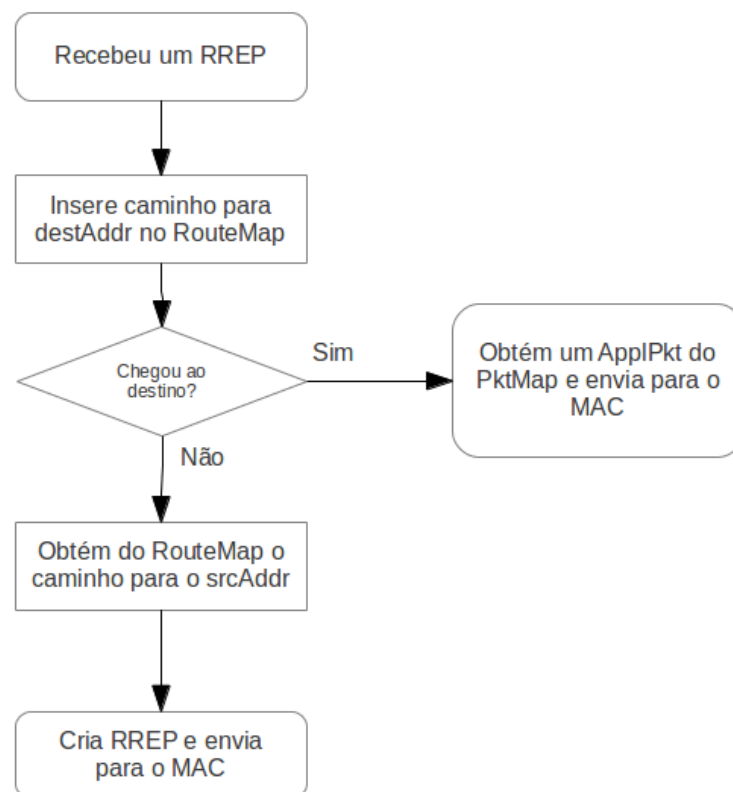 Recebeu um RREP
Insere caminho para
destAddr no RouteMap
Chegou ao
destino?
Sim
Obtém um ApplPkt do
PktMap e envia para o
MAC
Não
Obtém do RouteMap o
caminho para o srcAddr
Cria RREP e envia
para o MAC